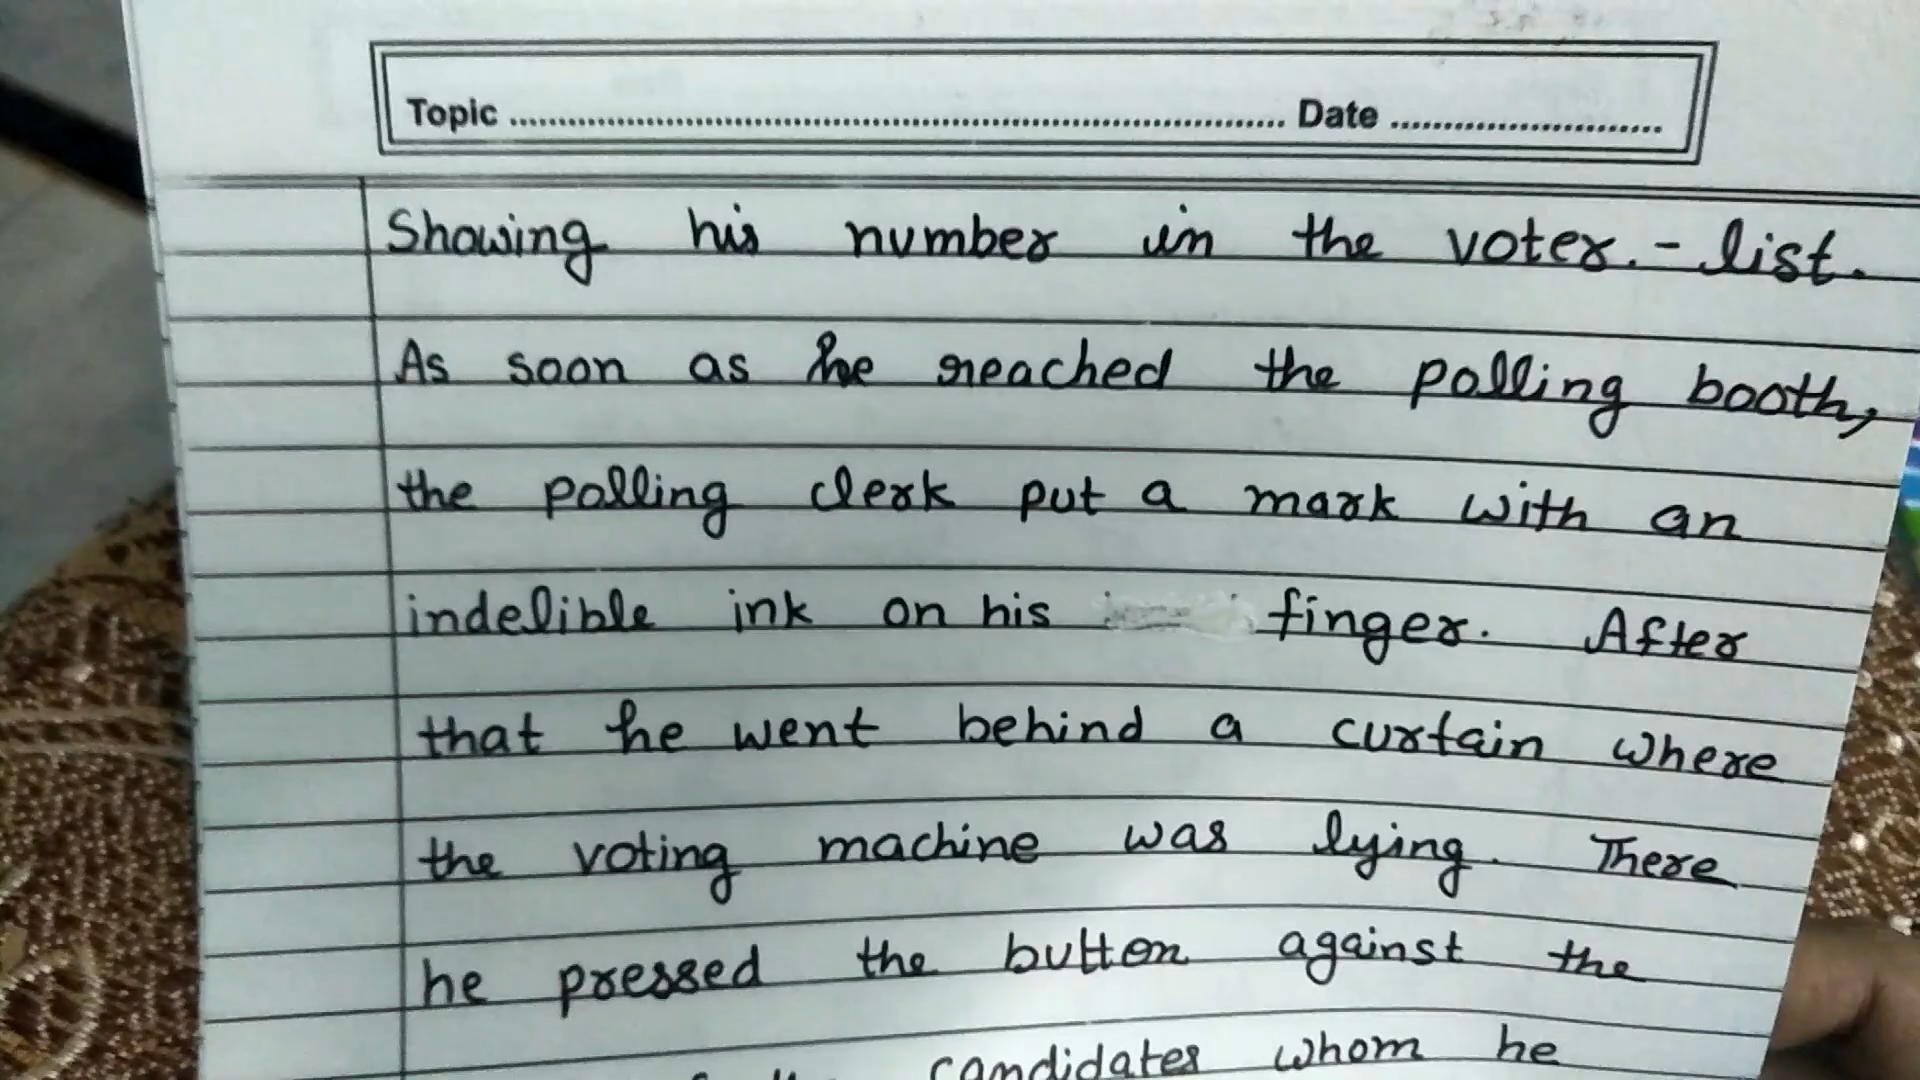 Topic ........................ Date ........................
Showing his number in the voter.- list.
As soon as he reached the polling booth,
the polling clerk put a mark with an
indelible ink on his finger. After
that he went behind a curtain where
the voting machine was lying. There
he pressed the button against the
candidates whom he